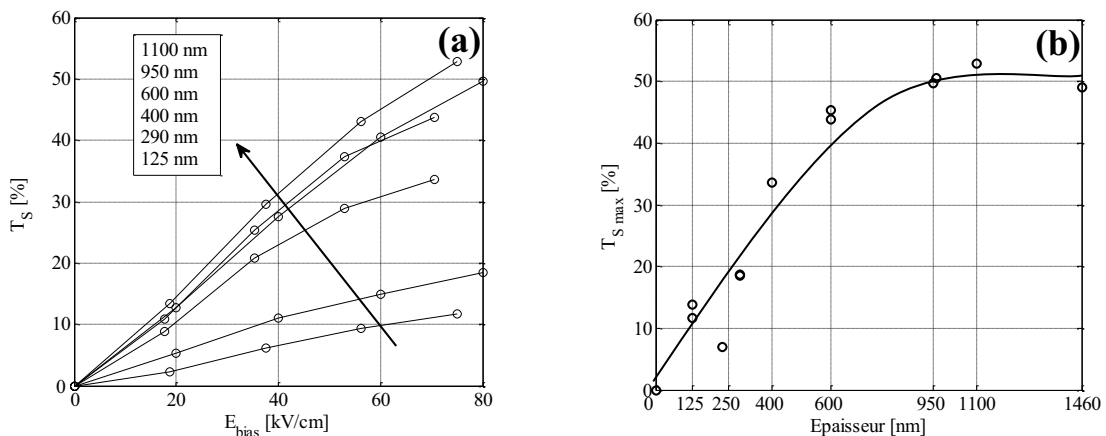 (a)
60
50
40
30
20
10
0
T_S [%]
1100 nm
950 nm
600 nm
400 nm
290 nm
125 nm
0 20 40 60 80
E_bias [kV/cm]
(b)
60
50
40
30
20
10
0
T_S max [%]
0 125 250 400 600 950 1100 1460
Epaisseur [nm]